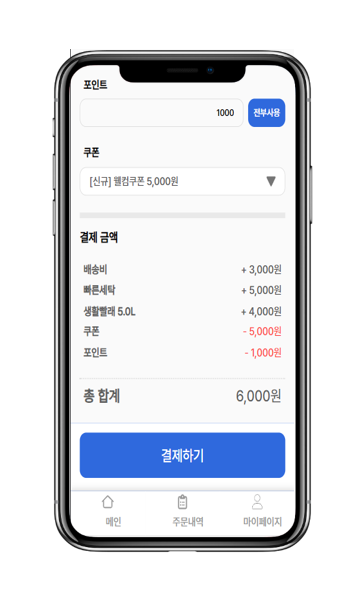 포인트
1000 전부사용
쿠폰
[신규] 웰컴쿠폰 5,000원
결제 금액
배송비 + 3,000원
빠른세탁 + 5,000원
생활빨래 5.0L + 4,000원
쿠폰 - 5,000원
포인트 - 1,000원
총 합계 6,000원
결제하기
메인 주문내역 마이페이지